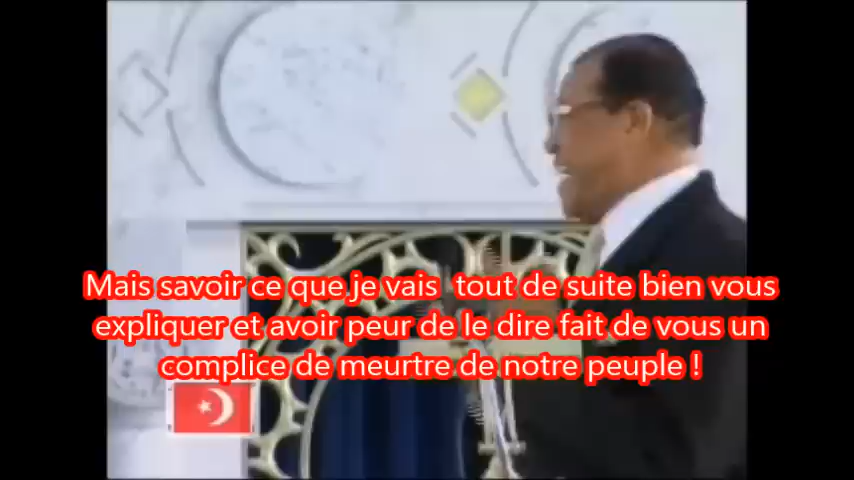 Mais savoir ce que je vais tout de suite bien vous
expliquer et avoir peur de le dire fait de vous un
complice de meurtre de notre peuple !